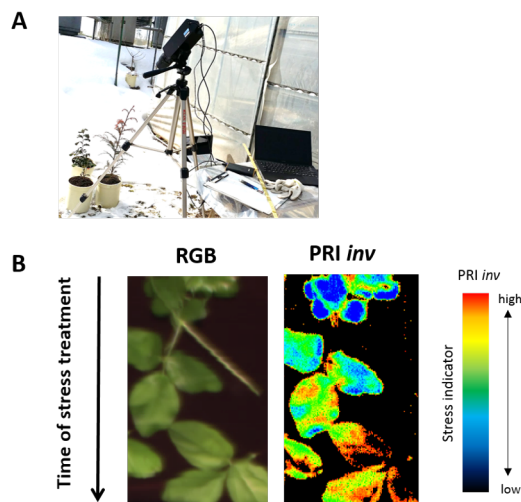 A
B
RGB
PRI inv
PRI inv
high
Time of stress treatment
Stress indicator
low